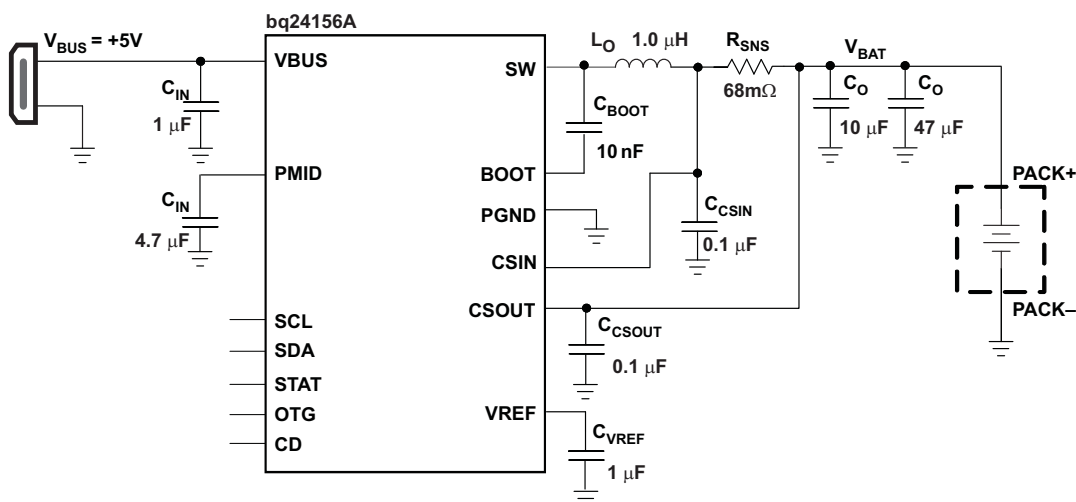 bq24156A
V_BUS = +5V
VBUS
C_IN
1 μF
PMID
C_IN
4.7 μF
SCL
SDA
STAT
OTG
CD
SW
BOOT
PGND
CSIN
CSOUT
VREF
L_O 1.0 μH
R_SNS
68mΩ
V_BAT
C_BOOT
10 nF
C_O
10 μF
C_O
47 μF
C_CSIN
0.1 μF
C_CSOUT
0.1 μF
C_VREF
1 μF
PACK+
PACK–